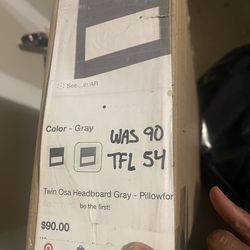 See in AR
Color - Gray
WAS 90
TFL 54
Twin Osa Headboard Gray - Pillowfor
be the first!
$90.00